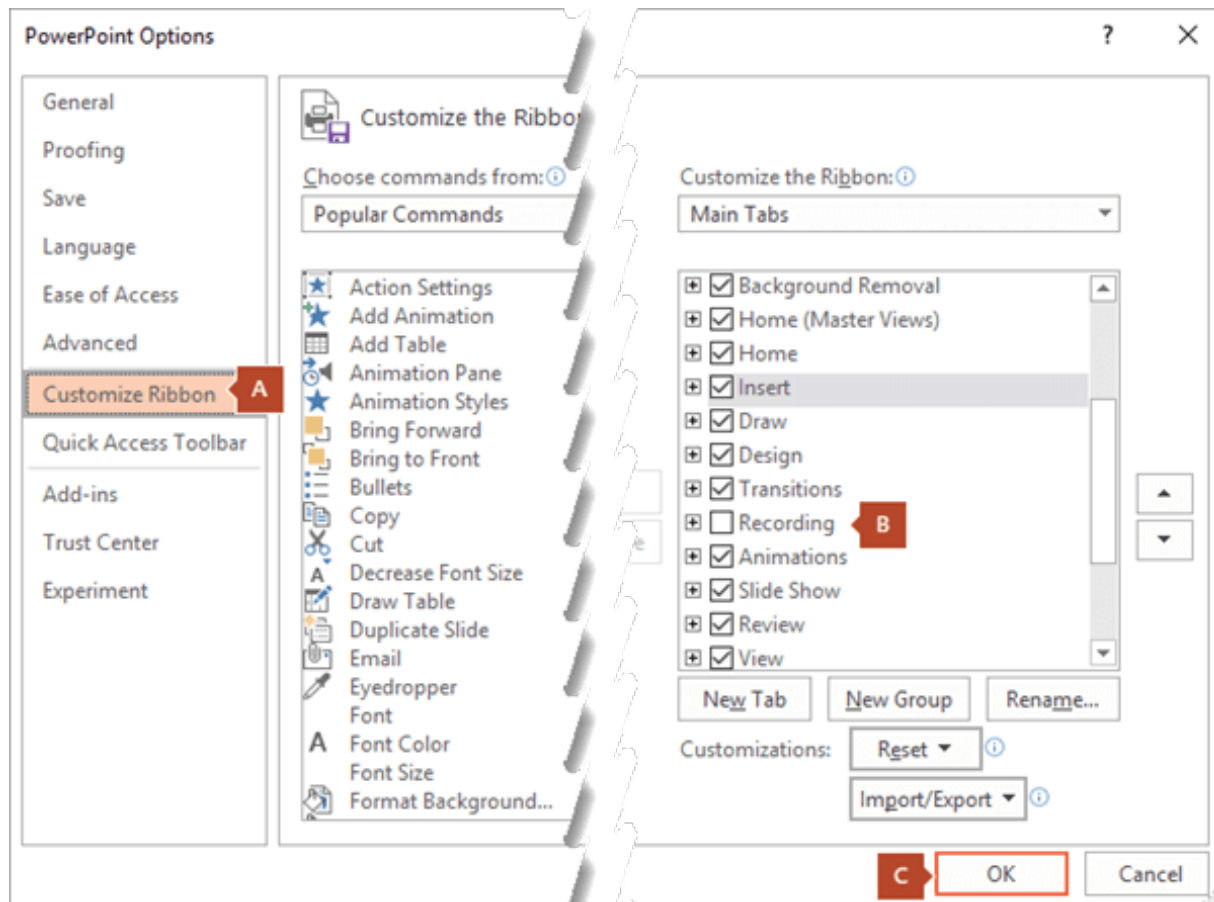 PowerPoint Options
?
General
Proofing
Save
Language
Ease of Access
Advanced
Customize Ribbon
A
Quick Access Toolbar
Add-ins
Trust Center
Experiment
Customize the Ribbo
Choose commands from:
Popular Commands
Action Settings
Add Animation
Add Table
Animation Pane
Animation Styles
Bring Forward
Bring to Front
Bullets
Copy
Cut
Decrease Font Size
Draw Table
Duplicate Slide
Email
Eyedropper
Font
Font Color
Font Size
Format Background...
Customize the Ribbon:
Main Tabs
Background Removal
Home (Master Views)
Home
Insert
Draw
Design
Transitions
Recording
B
Animations
Slide Show
Review
View
New Tab New Group Rename...
Customizations: Reset
Import/Export
C
OK Cancel